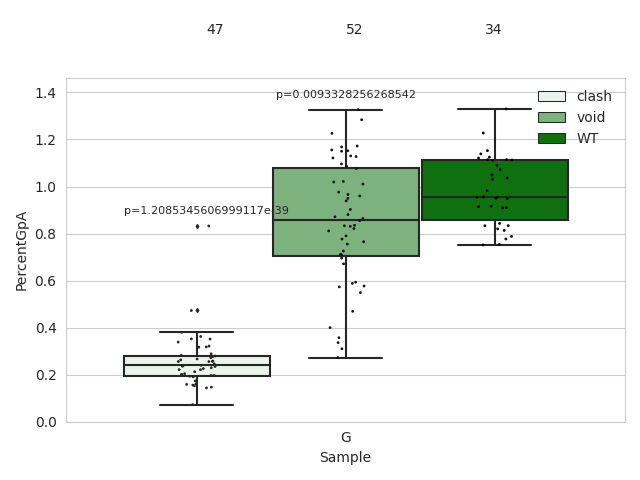 47 52 34
p=0.0093328256268542
p=1.2085345606999117e-39
clash
void
WT
1.4
1.2
1.0
0.8
0.6
0.4
0.2
0.0
PercentGpA
G
Sample